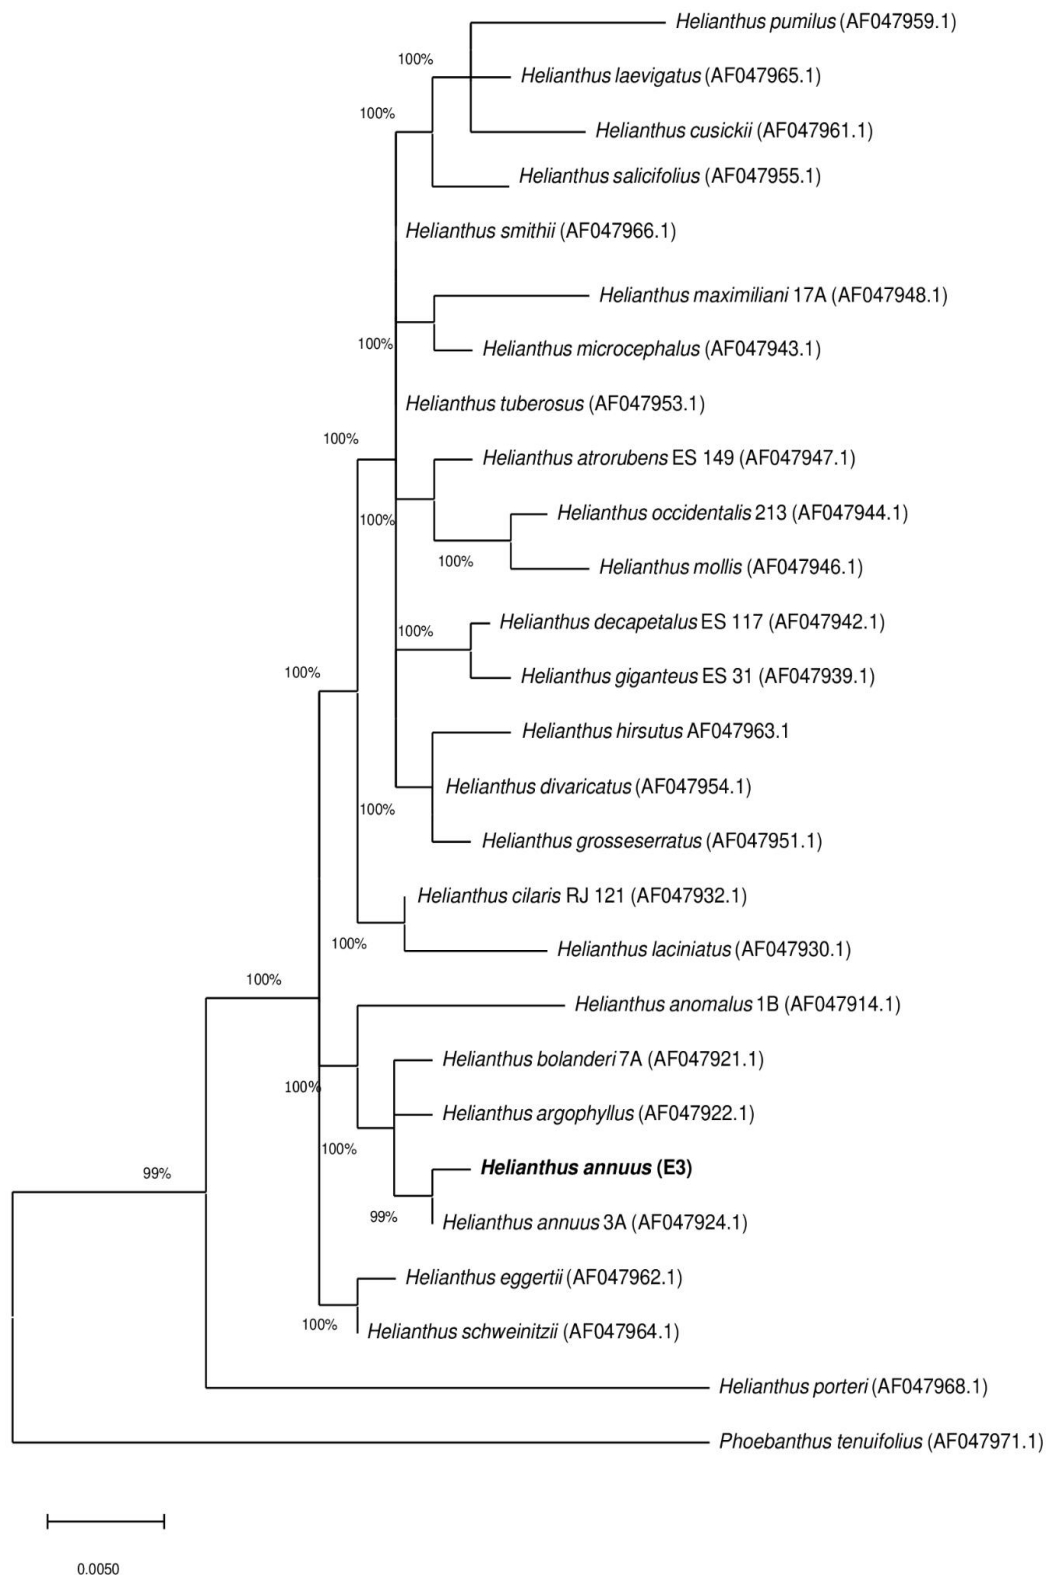 Helianthus pumilus (AF047959.1)
100%
Helianthus laevigatus (AF047965.1)
100%
Helianthus cusickii (AF047961.1)
Helianthus salicifolius (AF047955.1)
Helianthus smithii (AF047966.1)
Helianthus maximiliani 17A (AF047948.1)
100%
Helianthus microcephalus (AF047943.1)
Helianthus tuberosus (AF047953.1)
100%
Helianthus atrorubens ES 149 (AF047947.1)
Helianthus occidentalis 213 (AF047944.1)
100%
100%
Helianthus mollis (AF047946.1)
Helianthus decapetalus ES 117 (AF047942.1)
100%
100%
Helianthus giganteus ES 31 (AF047939.1)
Helianthus hirsutus AF047963.1
Helianthus divaricatus (AF047954.1)
100%
Helianthus grosseserratus (AF047951.1)
Helianthus cilaris RJ 121 (AF047932.1)
100%
Helianthus laciniatus (AF047930.1)
100%
Helianthus anomalus 1B (AF047914.1)
Helianthus bolanderi 7A (AF047921.1)
100%
Helianthus argophyllus (AF047922.1)
100%
99%
Helianthus annuus (E3)
99%
Helianthus annuus 3A (AF047924.1)
Helianthus eggertii (AF047962.1)
100%
Helianthus schweinitzii (AF047964.1)
Helianthus porteri (AF047968.1)
Phoebanthus tenuifolius (AF047971.1)
0.0050